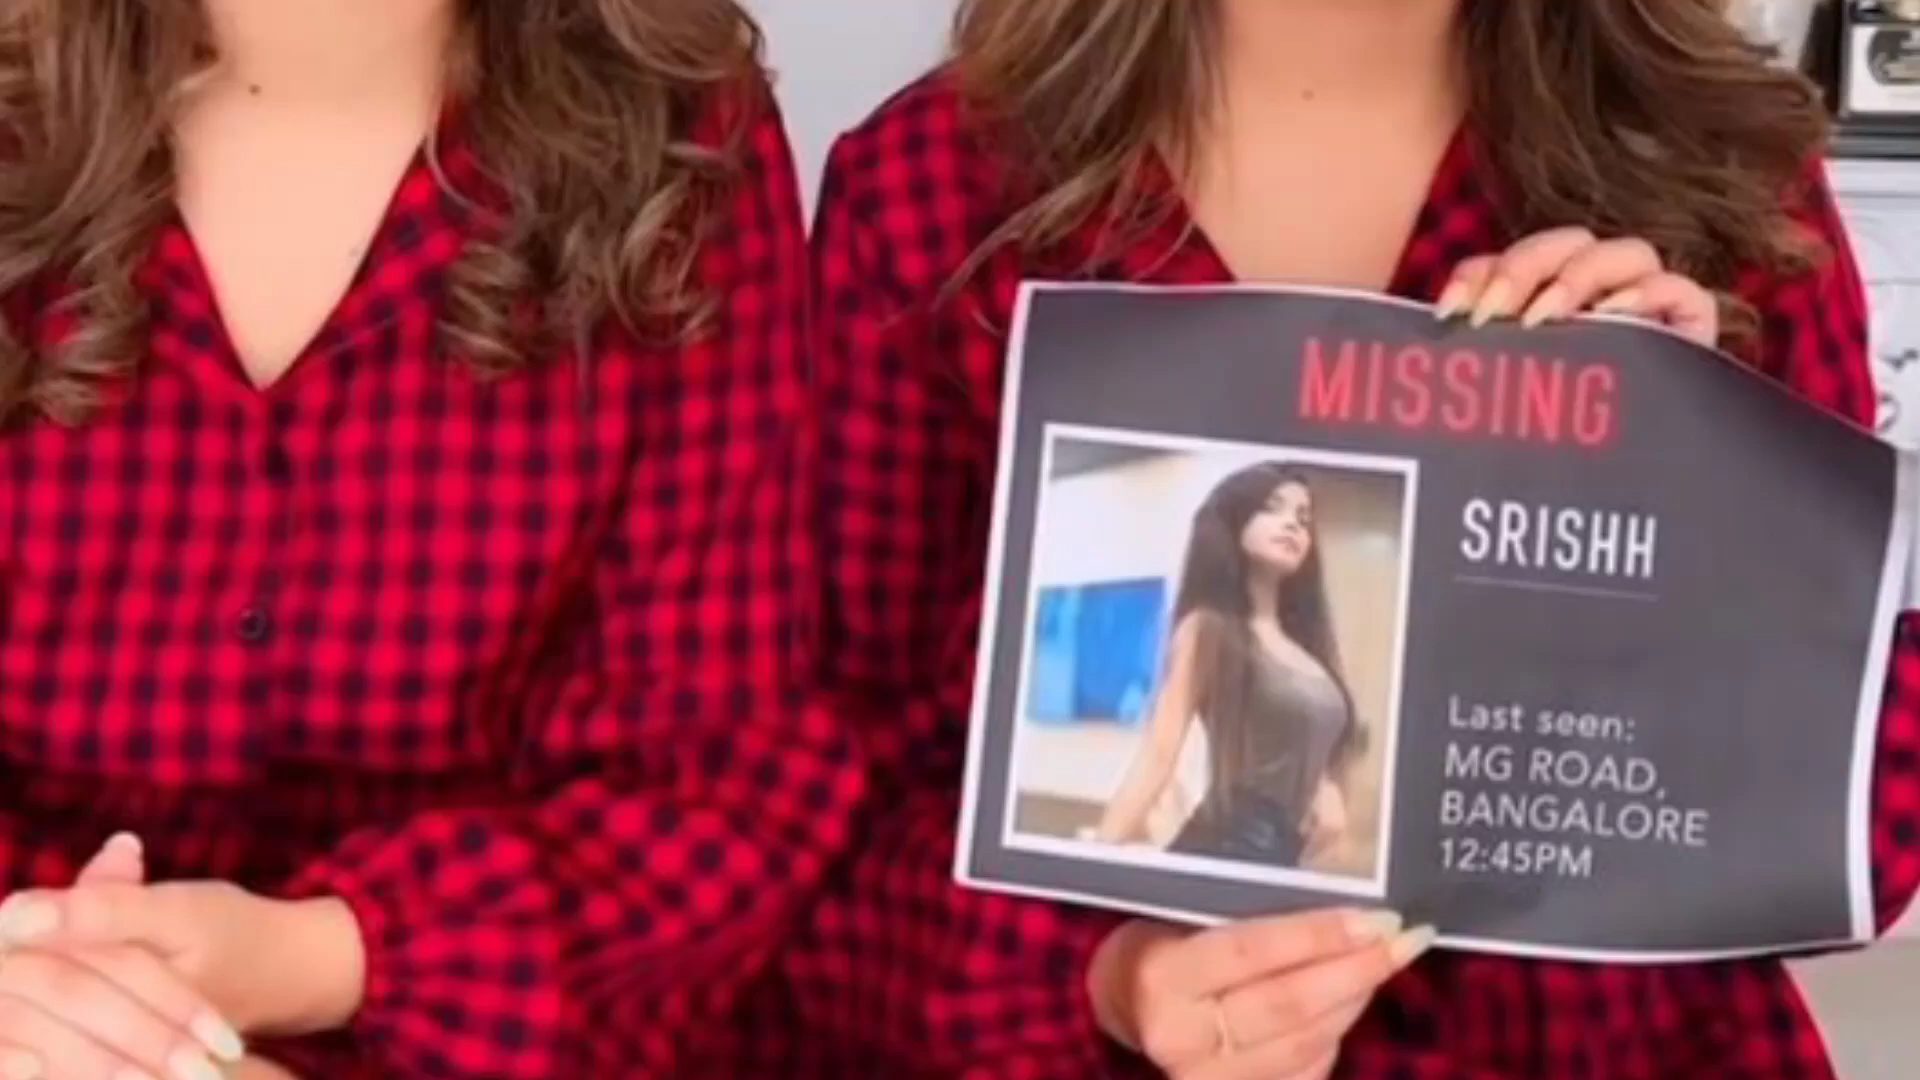 MISSING
SRISHH
Last seen:
MG ROAD,
BANGALORE
12:45PM